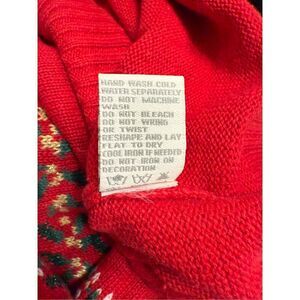 HAND WASH COLD
WATER SEPARATELY
DO NOT MACHINE
WASH
DO NOT BLEACH
DO NOT WRING
OR TWIST
RESHAPE AND LAY
FLAT TO DRY
COOL IRON IF NEEDED
DO NOT IRON ON
DECORATION